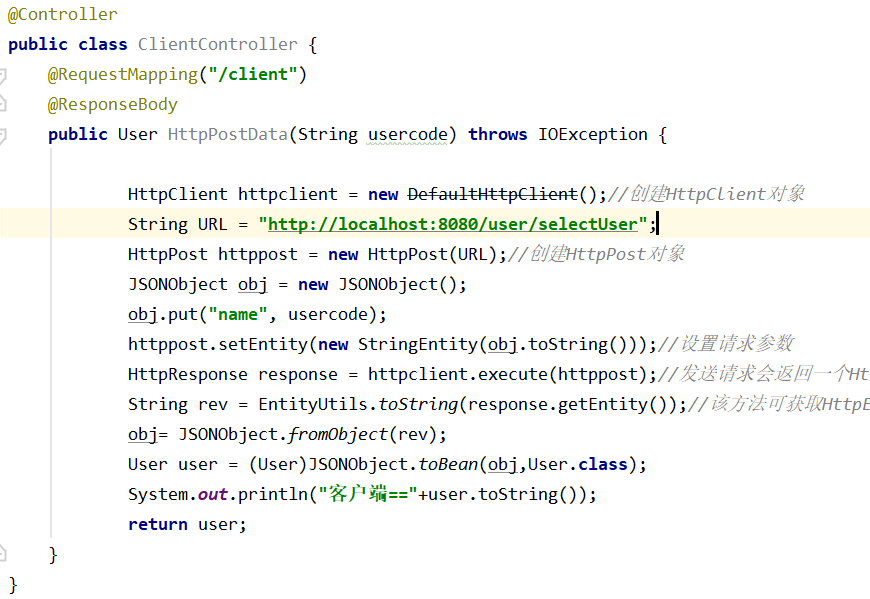 @Controller
public class ClientController {
@RequestMapping("/client")
@ResponseBody
public User HttpPostData(String usercode) throws IOException {
HttpClient httpclient = new DefaultHttpClient();//创建HttpClient对象
String URL = "http://localhost:8080/user/selectUser";
HttpPost httppost = new HttpPost(URL);//创建HttpPost对象
JSONObject obj = new JSONObject();
obj.put("name", usercode);
httppost.setEntity(new StringEntity(obj.toString()));//设置请求参数
HttpResponse response = httpclient.execute(httppost);//发送请求会返回一个Ht
String rev = EntityUtils.toString(response.getEntity());//该方法可获取HttpE
obj= JSONObject.fromObject(rev);
User user = (User)JSONObject.toBean(obj,User.class);
System.out.println("客户端=="+user.toString());
return user;
}
}